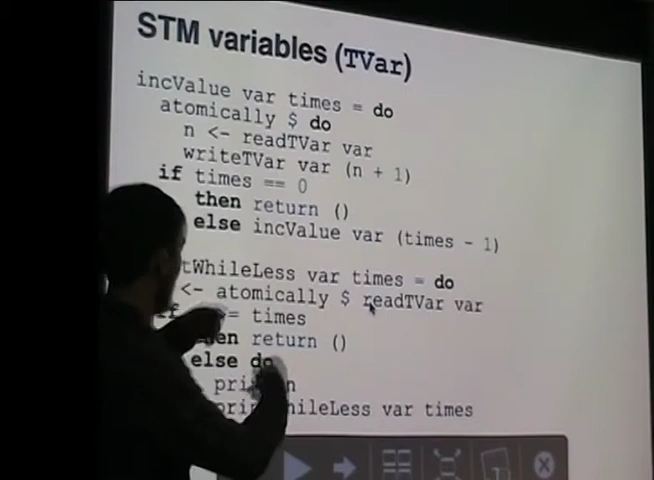 STM variables (TVar)
incValue var times = do
atomically $ do
n <- readTVar var
writeTVar var (n + 1)
if times == 0
then return ()
else incValue var (times - 1)
WhileLess var times = do
<- atomically $ readTVar var
= times
return ()
else do
hileLess var times